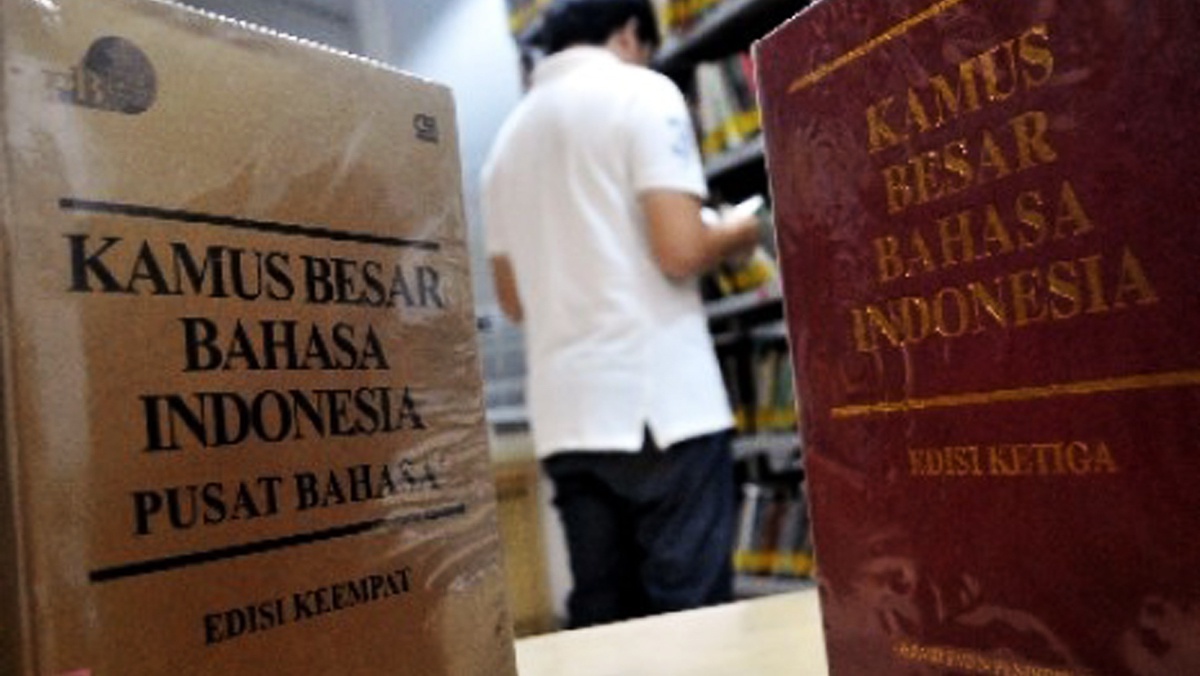 KAMUS BESAR
BAHASA
INDONESIA
PUSAT BAHASA
EDISI KEEMPAT
KAMUS
BESAR
BAHASA
INDONESIA
EDISI KETIGA